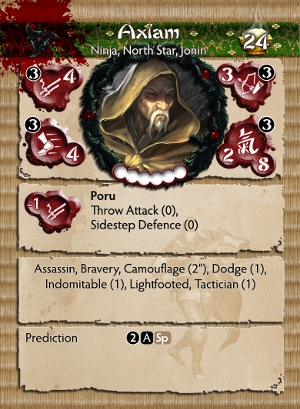 Axiam
Ninja, North Star, Jonin
24
3 4
3
3 4
3 氣
2 8
1
Poru
Throw Attack (0),
Sidestep Defence (0)
Assassin, Bravery, Camouflage (2"), Dodge (1),
Indomitable (1), Lightfooted, Tactician (1)
Prediction 2 A Sp